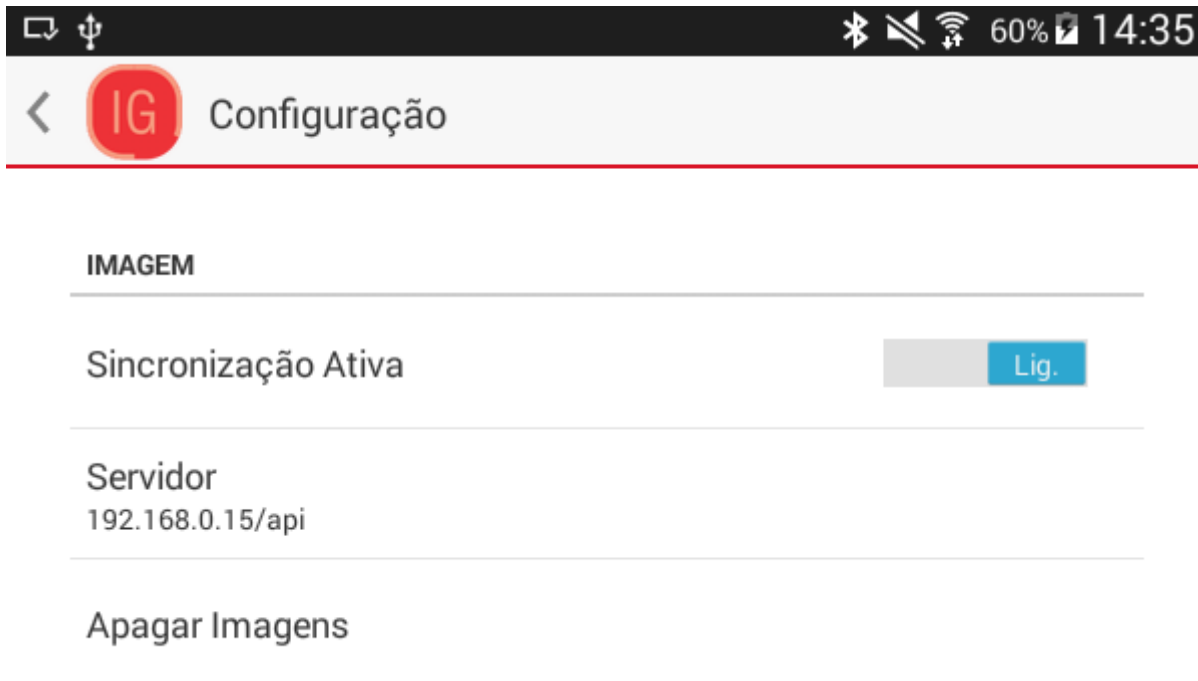 60% 14:35
IG Configuração
IMAGEM
Sincronização Ativa Lig.
Servidor
192.168.0.15/api
Apagar Imagens